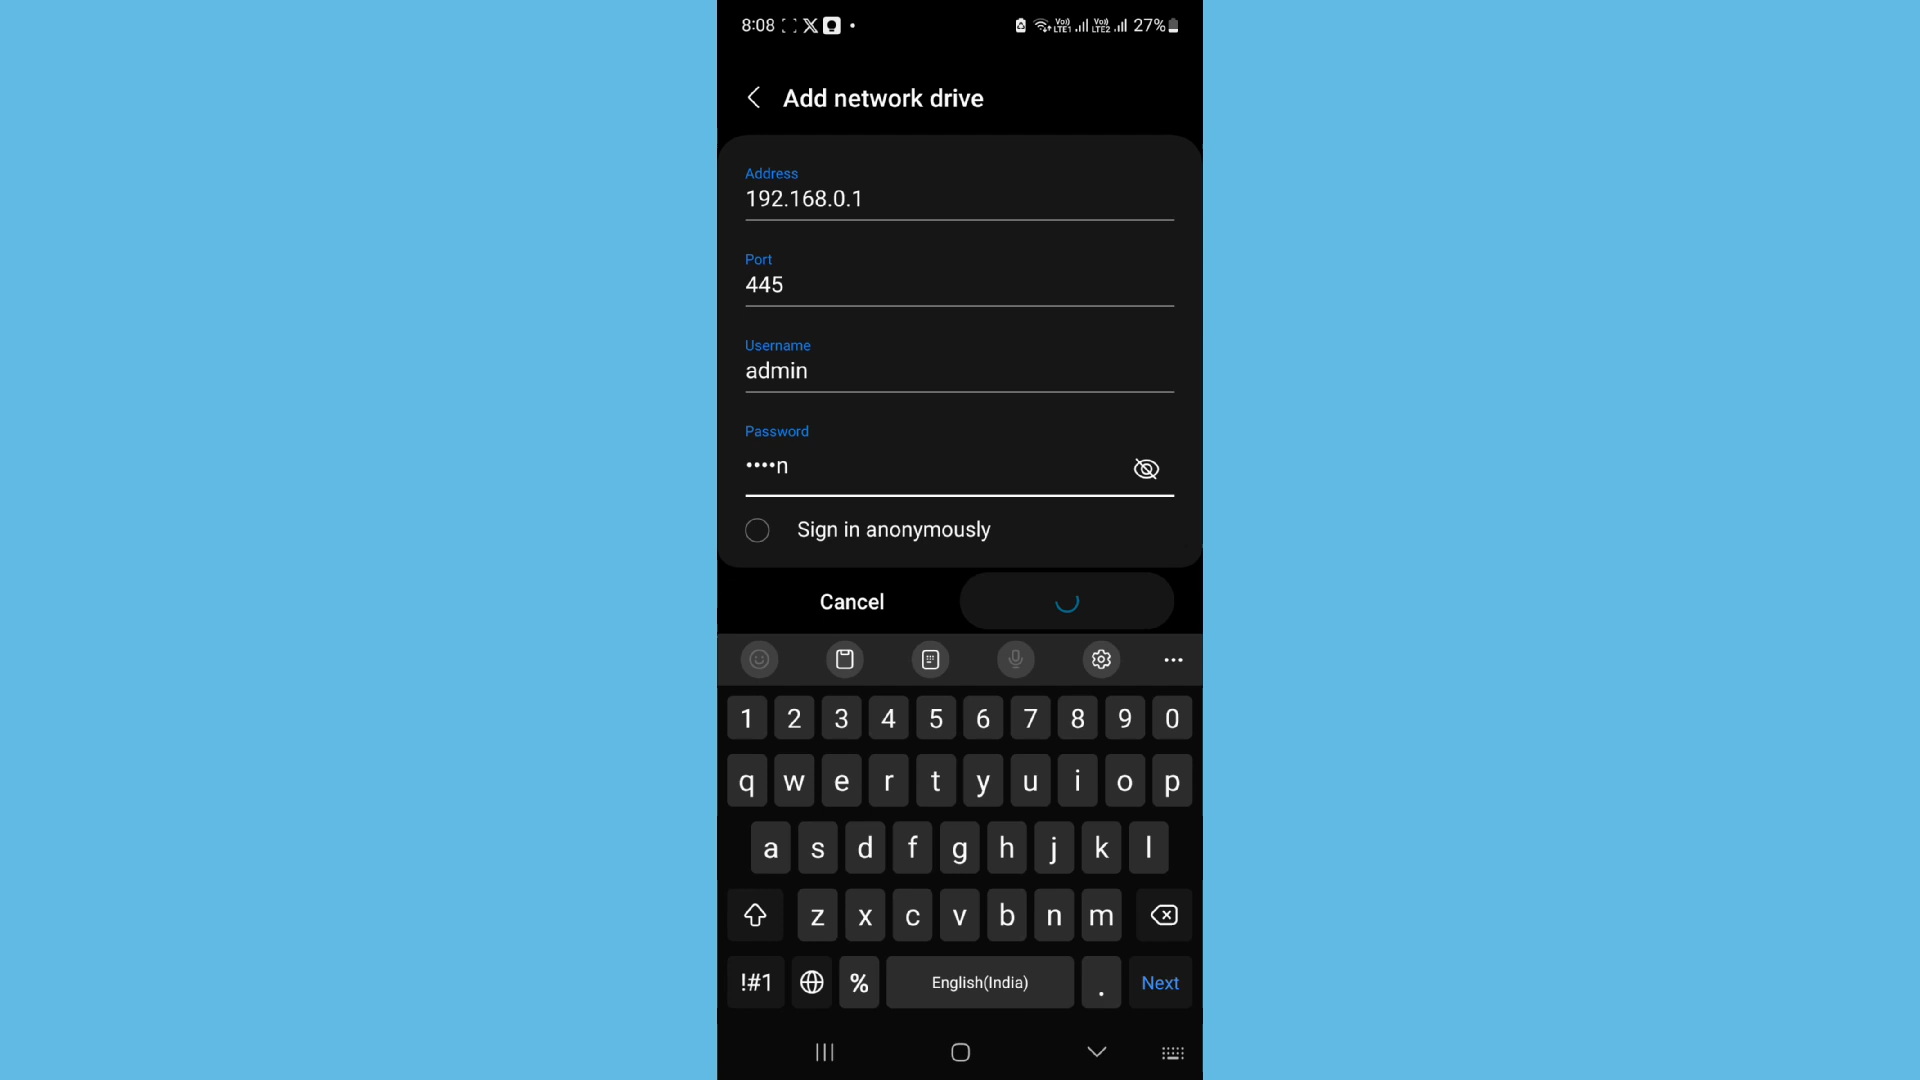 8:08 27%
Add network drive
Address
192.168.0.1
Port
445
Username
admin
Password
••••n
Sign in anonymously
Cancel
1 2 3 4 5 6 7 8 9 0
q w e r t y u i o p
a s d f g h j k l
z x c v b n m
!#1 % English(India) . Next